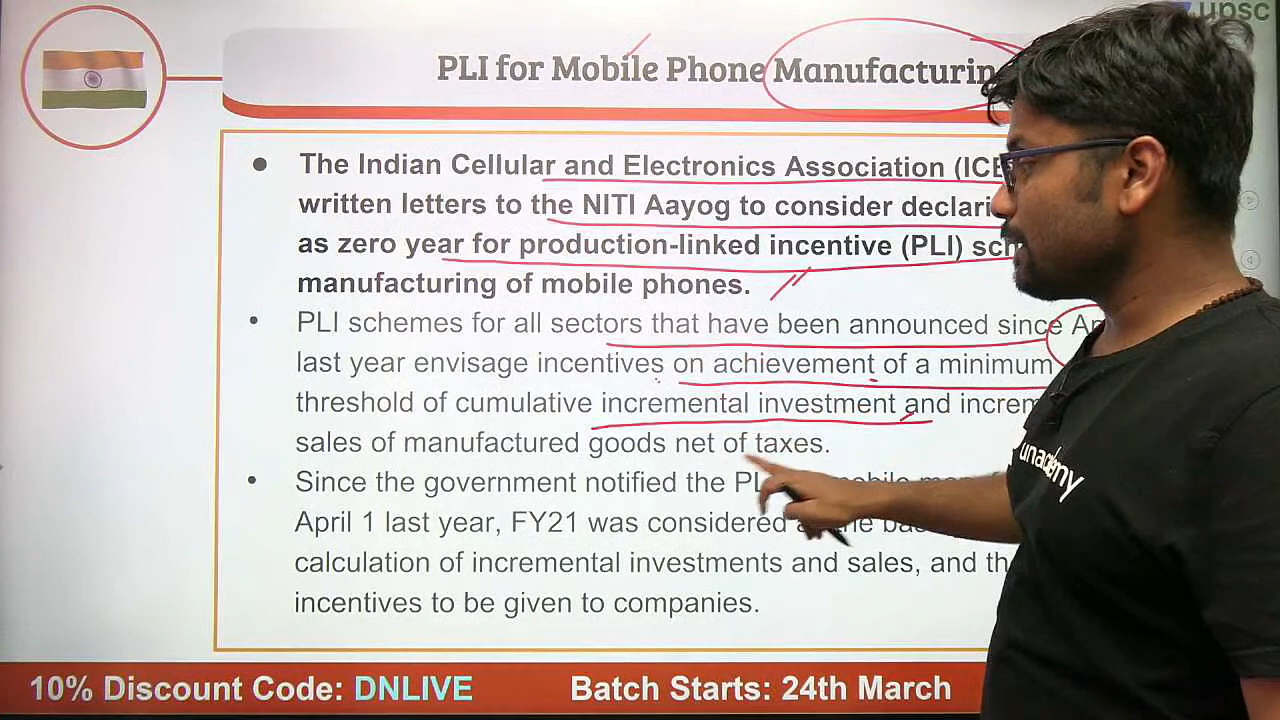 upsc
PLI for Mobile Phone Manufacturin
The Indian Cellular and Electronics Association (ICE
written letters to the NITI Aayog to consider declari
as zero year for production-linked incentive (PLI) sch
manufacturing of mobile phones.
PLI schemes for all sectors that have been announced since Ap
last year envisage incentives on achievement of a minimum
threshold of cumulative incremental investment and increm
sales of manufactured goods net of taxes.
Since the government notified the PL mobile
April 1 last year, FY21 was considered the
calculation of incremental investments and sales, and th
incentives to be given to companies.
unacademy
10% Discount Code: DNLIVE
Batch Starts: 24th March